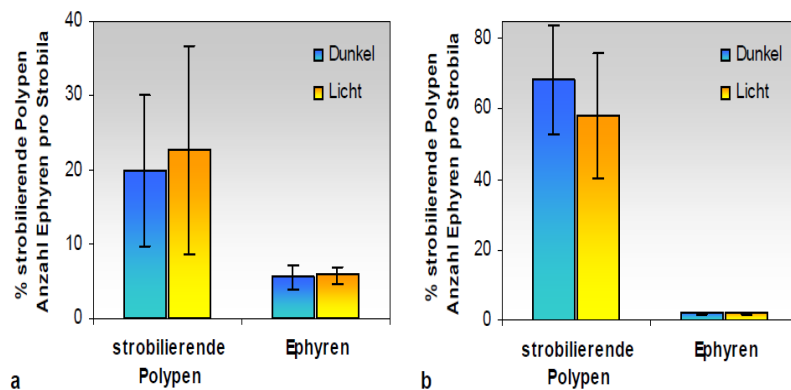 % strobilierende Polypen
Anzahl Ephyren pro Strobila
40
30
20
10
0
Dunkel
Licht
strobilierende
Polypen
Ephyren
a
% strobilierende Polypen
Anzahl Ephyren pro Strobila
80
60
40
20
0
Dunkel
Licht
strobilierende
Polypen
Ephyren
b